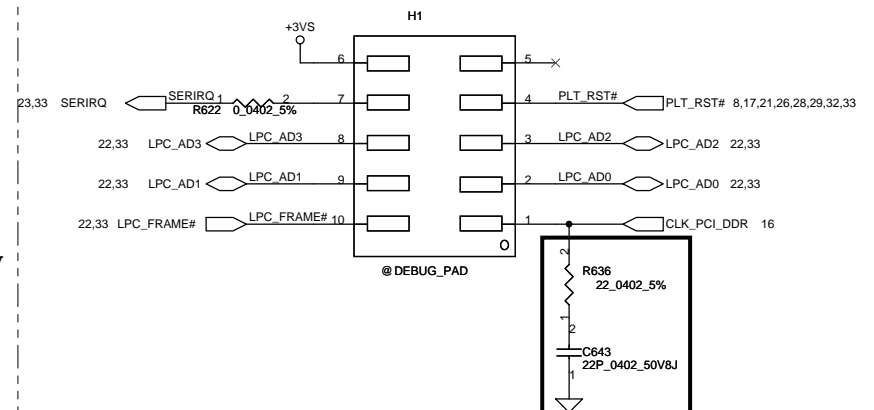 H1
+3VS
6 5
23,33 SERIRQ SERIRQ 1 2 7 4 PLT_RST# PLT_RST# 8,17,21,26,28,29,32,33
R622 0_0402_5%
22,33 LPC_AD3 LPC_AD3 8 3 LPC_AD2 LPC_AD2 22,33
22,33 LPC_AD1 LPC_AD1 9 2 LPC_AD0 LPC_AD0 22,33
22,33 LPC_FRAME# LPC_FRAME# 10 1 CLK_PCI_DDR 16
@ DEBUG_PAD
2
R636
22_0402_5%
1
2
C643
22P_0402_50V8J
1